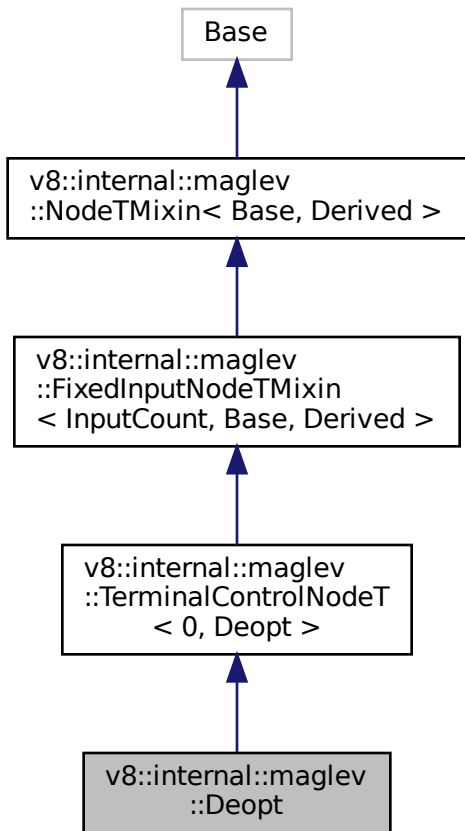 Base
v8::internal::maglev
::NodeTMixin< Base, Derived >
v8::internal::maglev
::FixedInputNodeTMixin
< InputCount, Base, Derived >
v8::internal::maglev
::TerminalControlNodeT
< 0, Deopt >
v8::internal::maglev
::Deopt